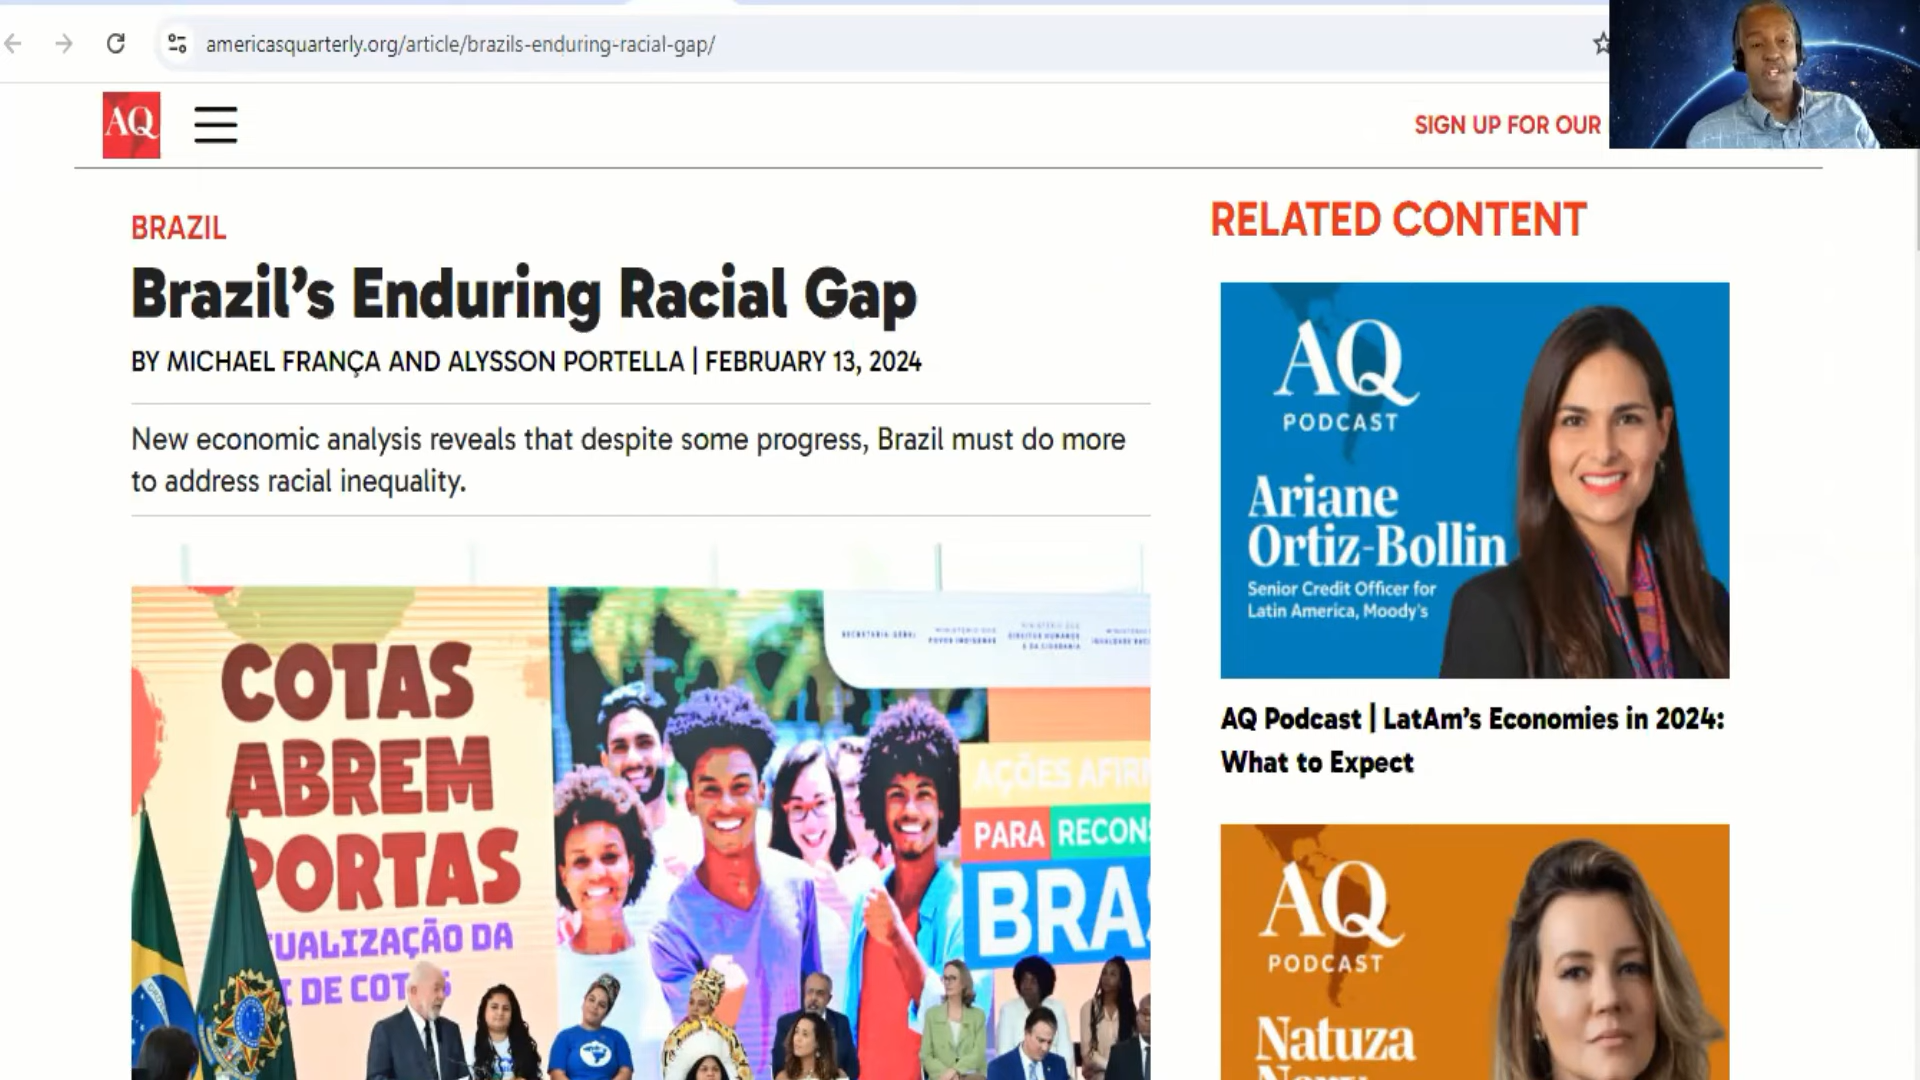 americasquarterly.org/article/brazils-enduring-racial-gap/
AQ
SIGN UP FOR OUR
BRAZIL
Brazil's Enduring Racial Gap
BY MICHAEL FRANÇA AND ALYSSON PORTELLA | FEBRUARY 13, 2024
New economic analysis reveals that despite some progress, Brazil must do more
to address racial inequality.
COTAS
ABREM
PORTAS
TUALIZAÇÃO DA
I DE COTAS
SECRETARIA-GERAL
MINISTÉRIO DOS
POVOS INDÍGENAS
MINISTÉRIO DOS
DIREITOS HUMANOS
E DA CIDADANIA
AÇÕES AFIRM
PARA RECONS
BRAS
RELATED CONTENT
AQ
PODCAST
Ariane
Ortiz-Bollin
Senior Credit Officer for
Latin America, Moody's
AQ Podcast | LatAm's Economies in 2024:
What to Expect
AQ
PODCAST
Natuza
Nery